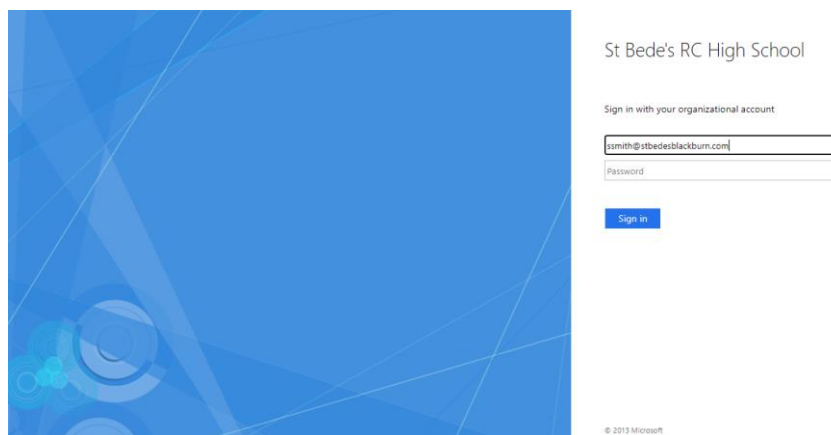 St Bede's RC High School
Sign in with your organizational account
ssmith@stbedesblackburn.com
Password
Sign in
© 2013 Microsoft